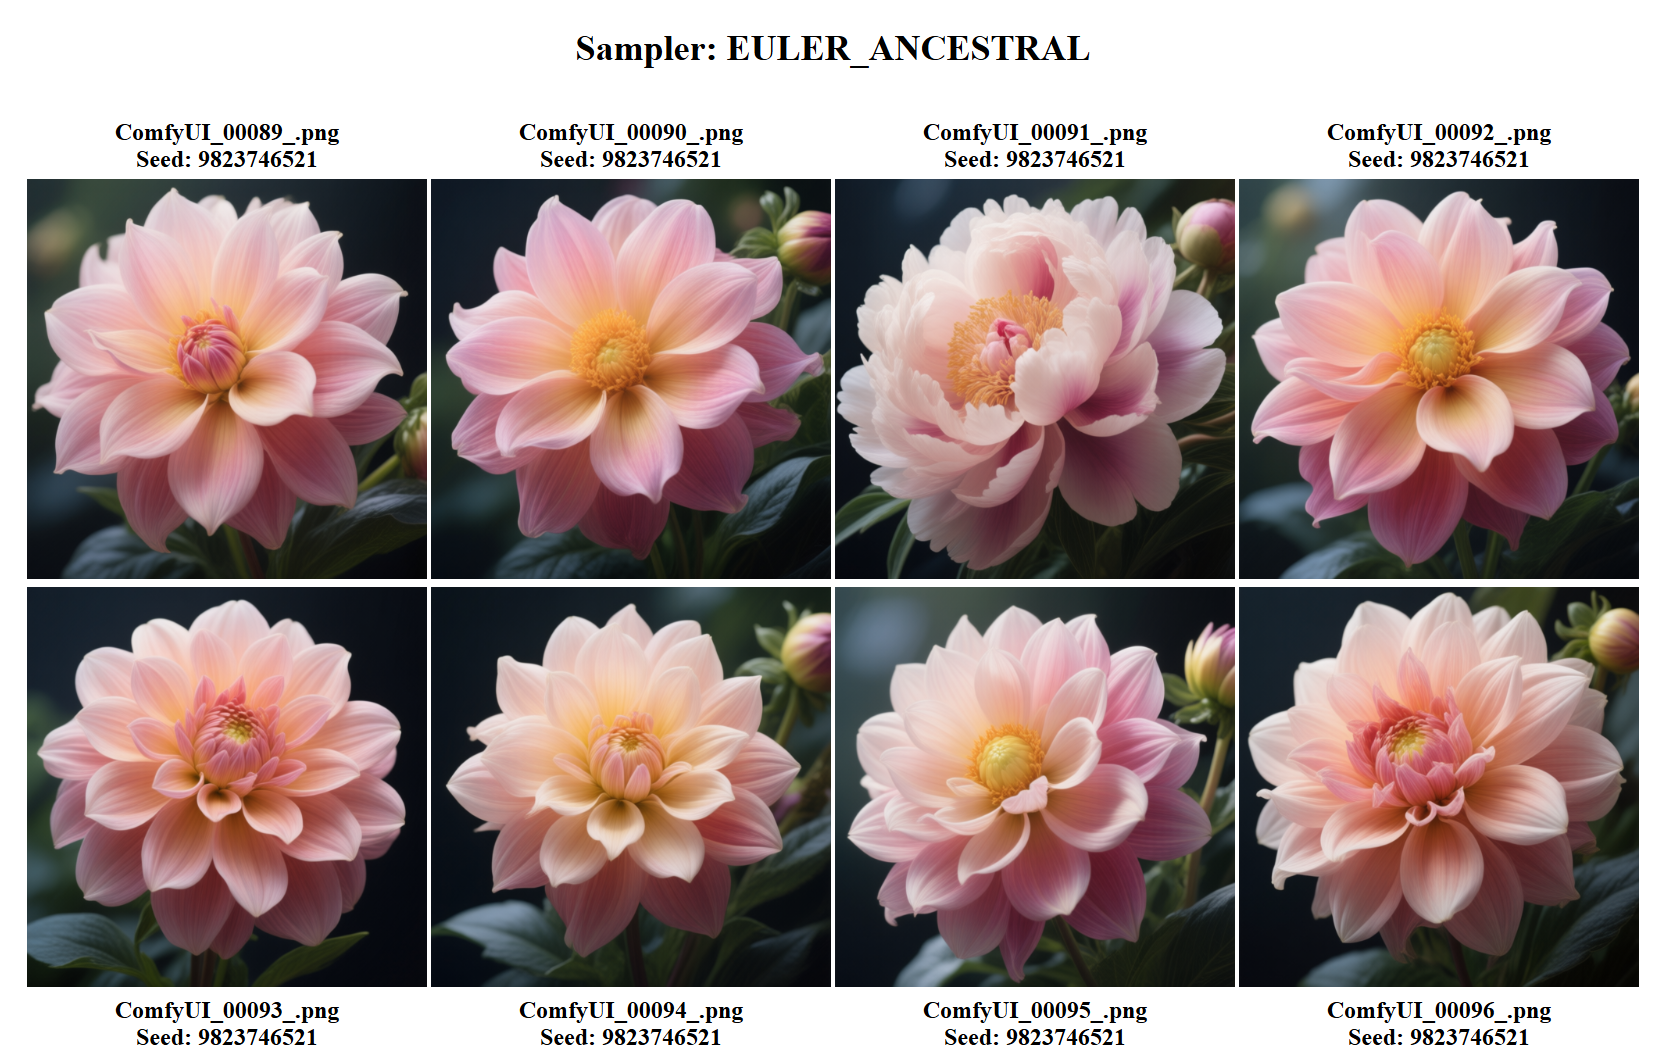 Sampler: EULER_ANCESTRAL
ComfyUI_00089_.png
Seed: 9823746521
ComfyUI_00090_.png
Seed: 9823746521
ComfyUI_00091_.png
Seed: 9823746521
ComfyUI_00092_.png
Seed: 9823746521
ComfyUI_00093_.png
Seed: 9823746521
ComfyUI_00094_.png
Seed: 9823746521
ComfyUI_00095_.png
Seed: 9823746521
ComfyUI_00096_.png
Seed: 9823746521